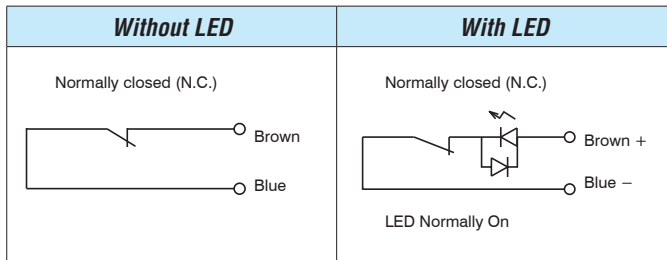 Without LED
With LED
Normally closed (N.C.)
Brown
Blue
Normally closed (N.C.)
Brown +
Blue −
LED Normally On